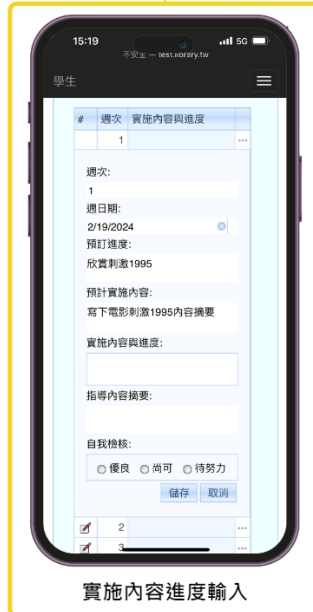 15:19
5G
不安全 — test.library.tw
學生
# 週次 實施內容與進度
1 ...
週次:
1
週日期:
2/19/2024
預訂進度:
欣賞刺激1995
預計實施內容:
寫下電影刺激1995內容摘要
實施內容與進度:
指導內容摘要:
自我檢核:
優良 尚可 待努力
儲存 取消
2 ...
3 ...
實施內容進度輸入